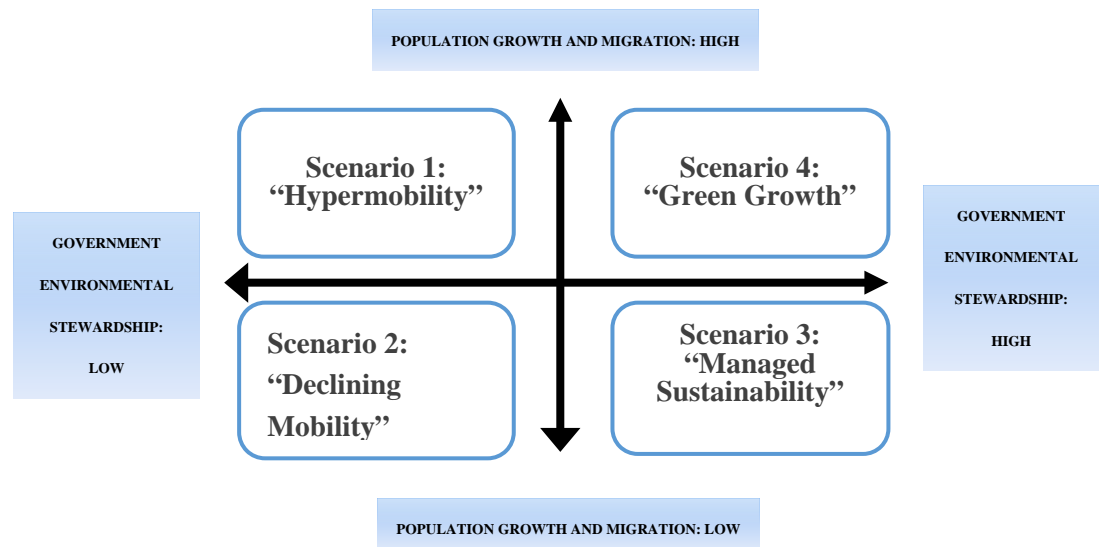 POPULATION GROWTH AND MIGRATION: HIGH
Scenario 1:
“Hypermobility”
Scenario 4:
“Green Growth”
GOVERNMENT
ENVIRONMENTAL
STEWARDSHIP:
LOW
GOVERNMENT
ENVIRONMENTAL
STEWARDSHIP:
HIGH
Scenario 2:
“Declining
Mobility”
Scenario 3:
“Managed
Sustainability”
POPULATION GROWTH AND MIGRATION: LOW